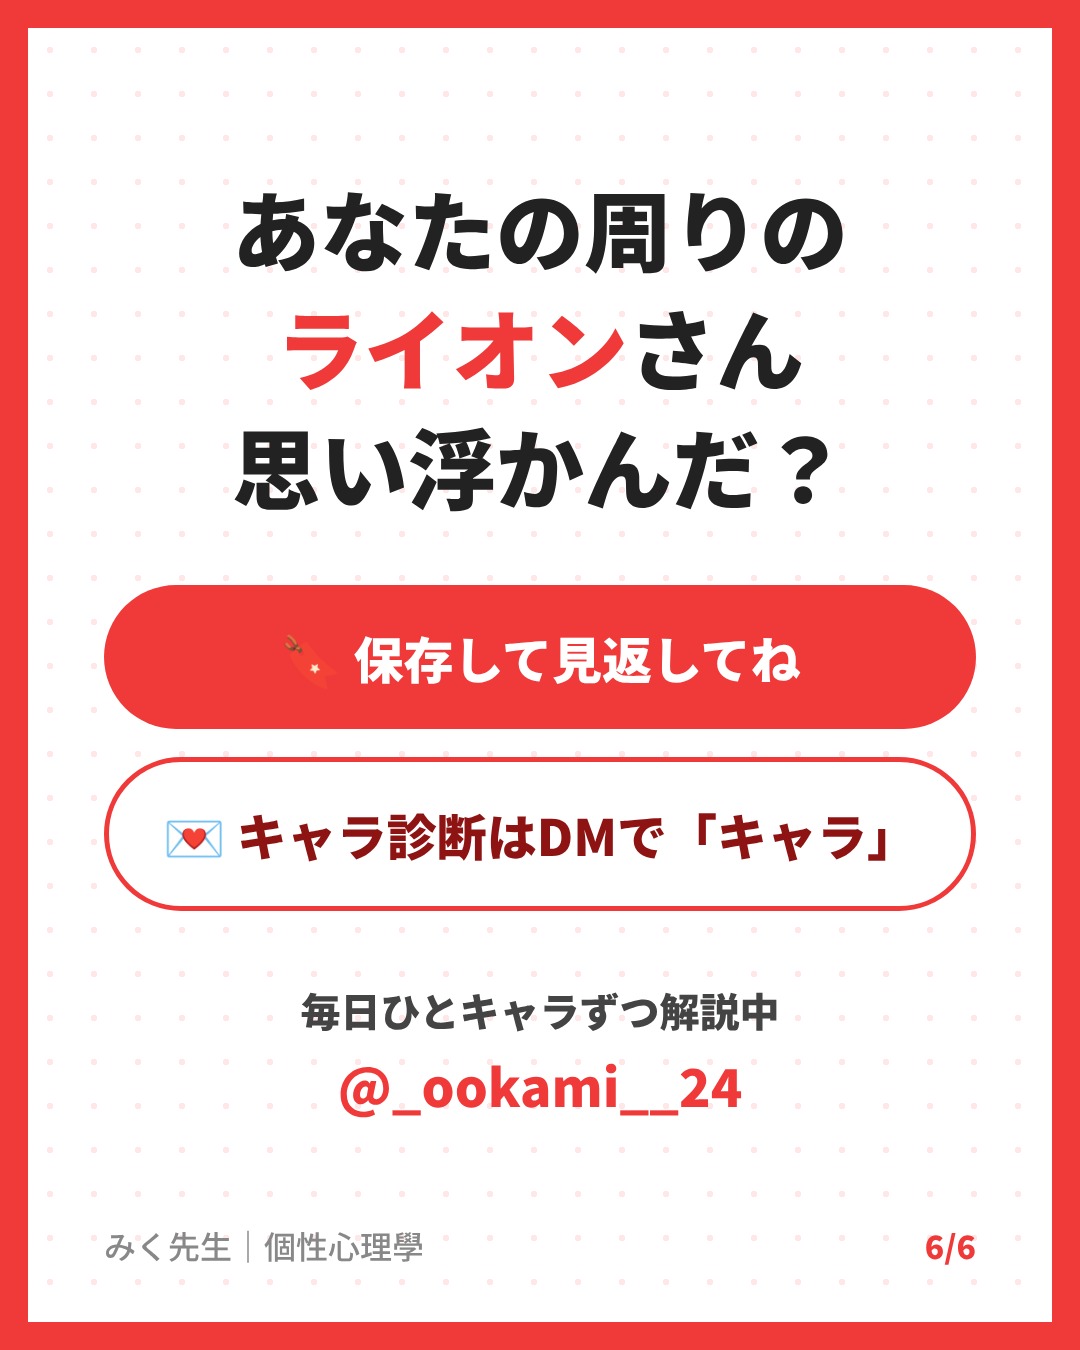 あなたの周りの
ライオンさん
思い浮かんだ？
🔖 保存して見返してね
💌 キャラ診断はDMで「キャラ」
毎日ひとキャラずつ解説中
@_ookami__24
みく先生｜個性心理學
6/6